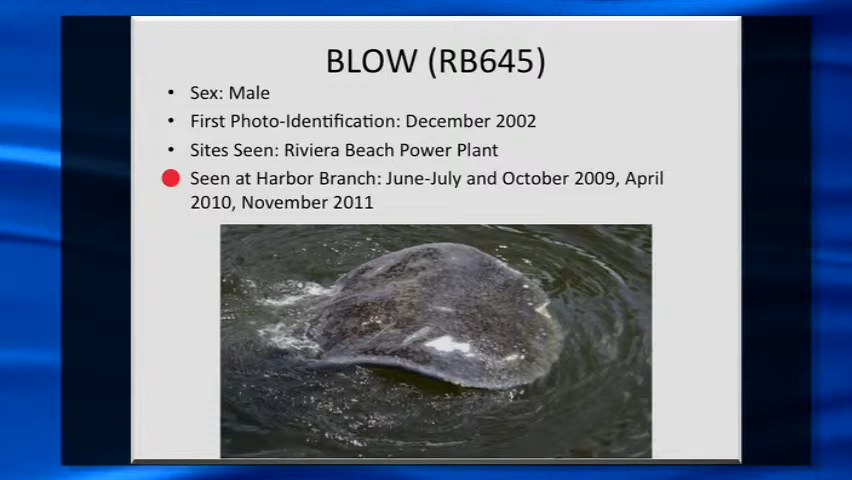 BLOW (RB645)
• Sex: Male
• First Photo-Identification: December 2002
• Sites Seen: Riviera Beach Power Plant
Seen at Harbor Branch: June-July and October 2009, April
2010, November 2011